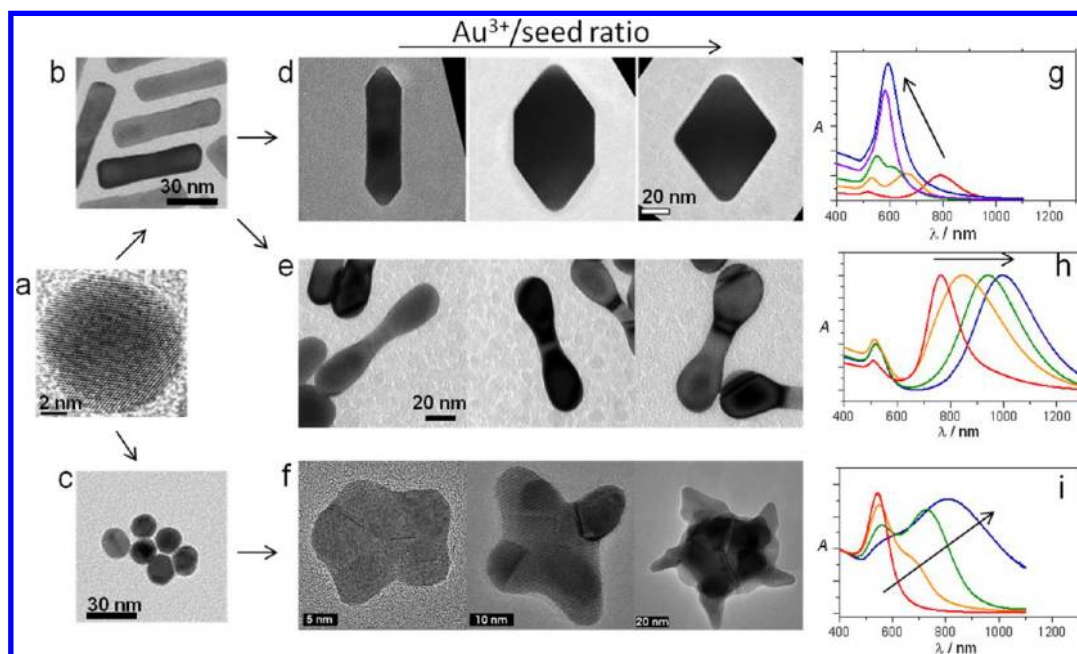 Au³⁺/seed ratio
b
30 nm
d
20 nm
g
A
400 600 800 1000 1200
λ / nm
a
2 nm
e
20 nm
h
A
400 600 800 1000 1200
λ / nm
c
30 nm
f
5 nm
10 nm
20 nm
i
A
400 600 800 1000 1200
λ / nm